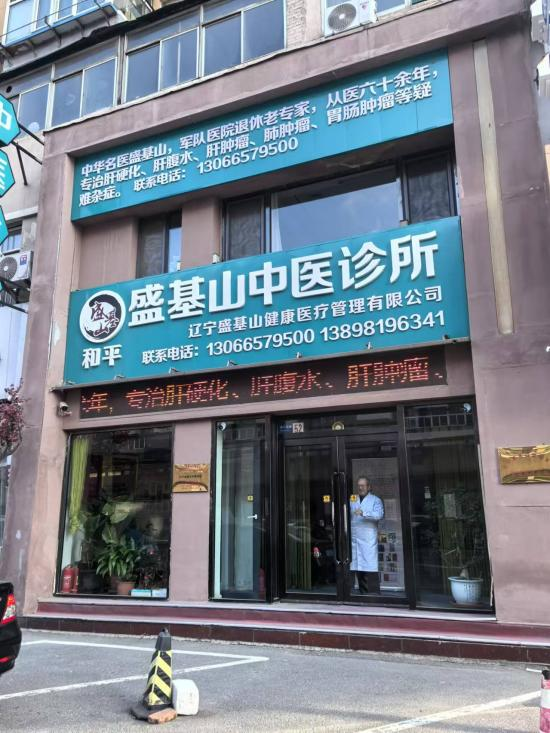 中华名医盛基山，军队医院退休老专家，从医六十余年，
专治肝硬化、肝腹水、肝肿瘤、肺肿瘤、胃肠肿瘤等疑
难杂症。 联系电话：13066579500
盛基山中医诊所
辽宁盛基山健康医疗管理有限公司
和平 联系电话：13066579500 13898196341
余年，专治肝硬化、肝腹水、肝肿瘤、
52